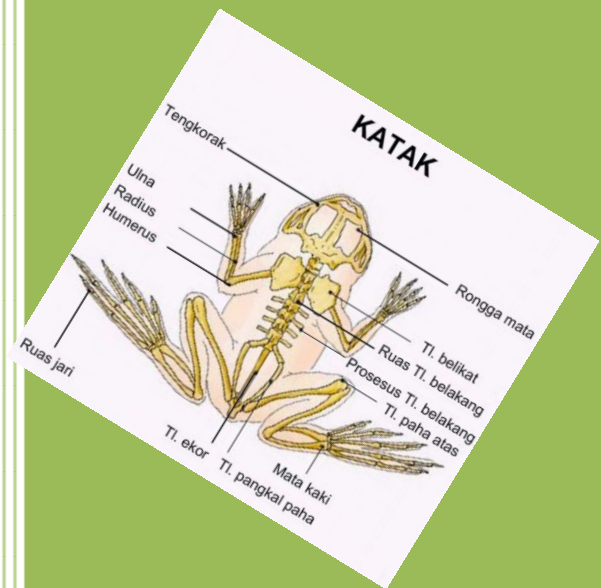 KATAK
Tengkorak
Ulna
Radius
Humerus
Ruas jari
Rongga mata
Tl. belikat
Ruas Tl. belakang
Prosesus Tl. belakang
Tl. paha atas
Tl. ekor
Tl. pangkal paha
Mata kaki